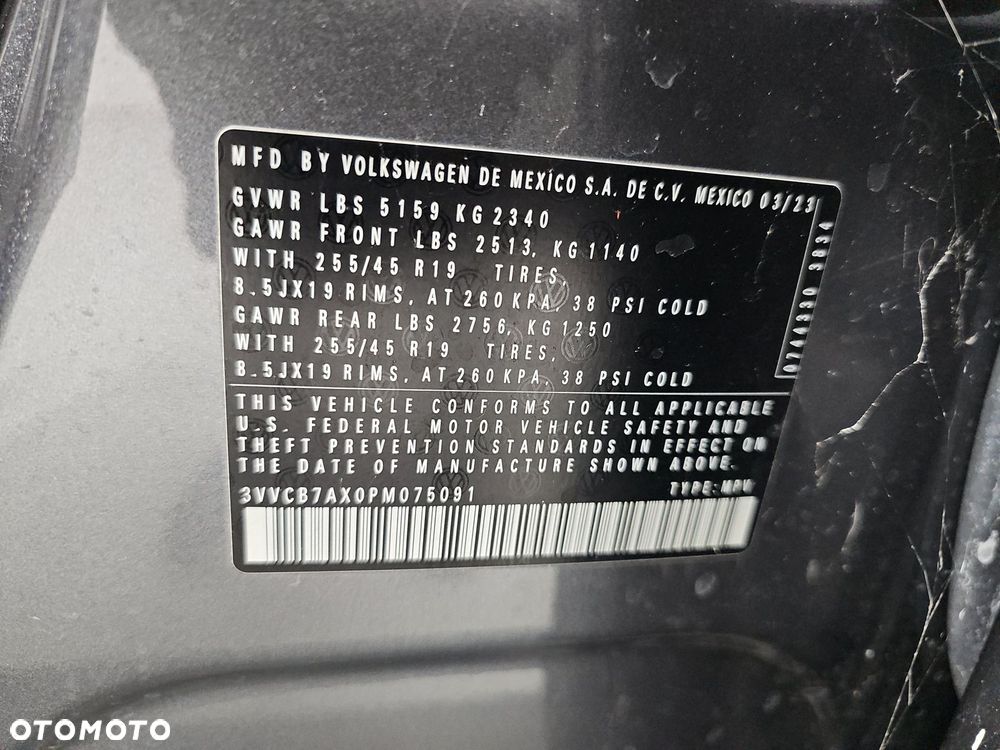 MFD BY VOLKSWAGEN DE MEXICO S.A. DE C.V. MEXICO 03/23
GVWR LBS 5159 KG 2340
GAWR FRONT LBS 2513, KG 1140
WITH 255/45 R19 TIRES,
8.5JX19 RIMS, AT 260 KPA, 38 PSI COLD
GAWR REAR LBS 2756, KG 1250
WITH 255/45 R19 TIRES,
8.5JX19 RIMS, AT 260 KPA, 38 PSI COLD
THIS VEHICLE CONFORMS TO ALL APPLICABLE
U.S. FEDERAL MOTOR VEHICLE SAFETY AND
THEFT PREVENTION STANDARDS IN EFFECT ON
THE DATE OF MANUFACTURE SHOWN ABOVE.
3VVCB7AX0PM075091 TYPE: MPV
OTOMOTO